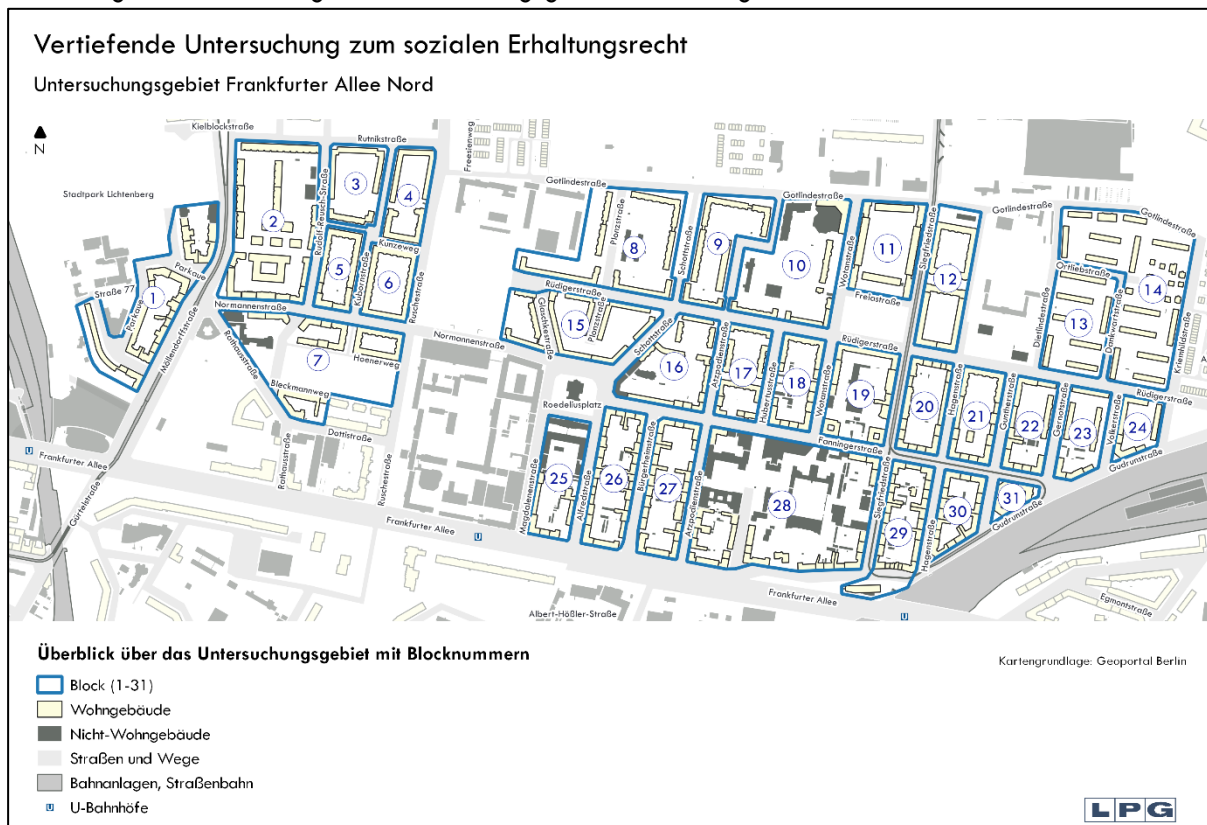 Vertiefende Untersuchung zum sozialen Erhaltungsrecht
Untersuchungsgebiet Frankfurter Allee Nord
N
Kielblockstraße
Rutnikstraße
Freesienweg
Stadtpark Lichtenberg
Gotlindestraße
Gotlindestraße
Gotlindestraße
Gotlindestraße
Rudolf-Reusch-Straße
Kunzeweg
Kubornstraße
Ruschestraße
Parkaue
Straße 77
Parkaue
Möllendorffstraße
Normannenstraße
Rathausstraße
Hoenerweg
Bleckmannweg
Dottistraße
Rathausstraße
Ruschestraße
Normannenstraße
Planzstraße
Schottstraße
Rüdigerstraße
Glaschkestraße
Planzstraße
Schottstraße
Wotanstraße
Freiastraße
Siegfriedstraße
Ortliebstraße
Dietlindestraße
Dankwartstraße
Kriemhildstraße
Rüdigerstraße
Rüdigerstraße
Atzpodienstraße
Hubertusstraße
Wotanstraße
Hagenstraße
Guntherstraße
Gernotstraße
Volkerstraße
Gudrunstraße
Roedeliusplatz
Fanningerstraße
Magdalenenstraße
Alfredstraße
Bürgerheimstraße
Atzpodienstraße
Siegfriedstraße
Hagenstraße
Gudrunstraße
Frankfurter Allee
Gürtelstraße
Frankfurter Allee
Frankfurter Allee
Albert-Hößler-Straße
Egmontstraße
U
U
U
1
2
3
4
5
6
7
8
9
10
11
12
13
14
15
16
17
18
19
20
21
22
23
24
25
26
27
28
29
30
31
Überblick über das Untersuchungsgebiet mit Blocknummern
Kartengrundlage: Geoportal Berlin
Block (1-31)
Wohngebäude
Nicht-Wohngebäude
Straßen und Wege
Bahnanlagen, Straßenbahn
U U-Bahnhöfe
LPG